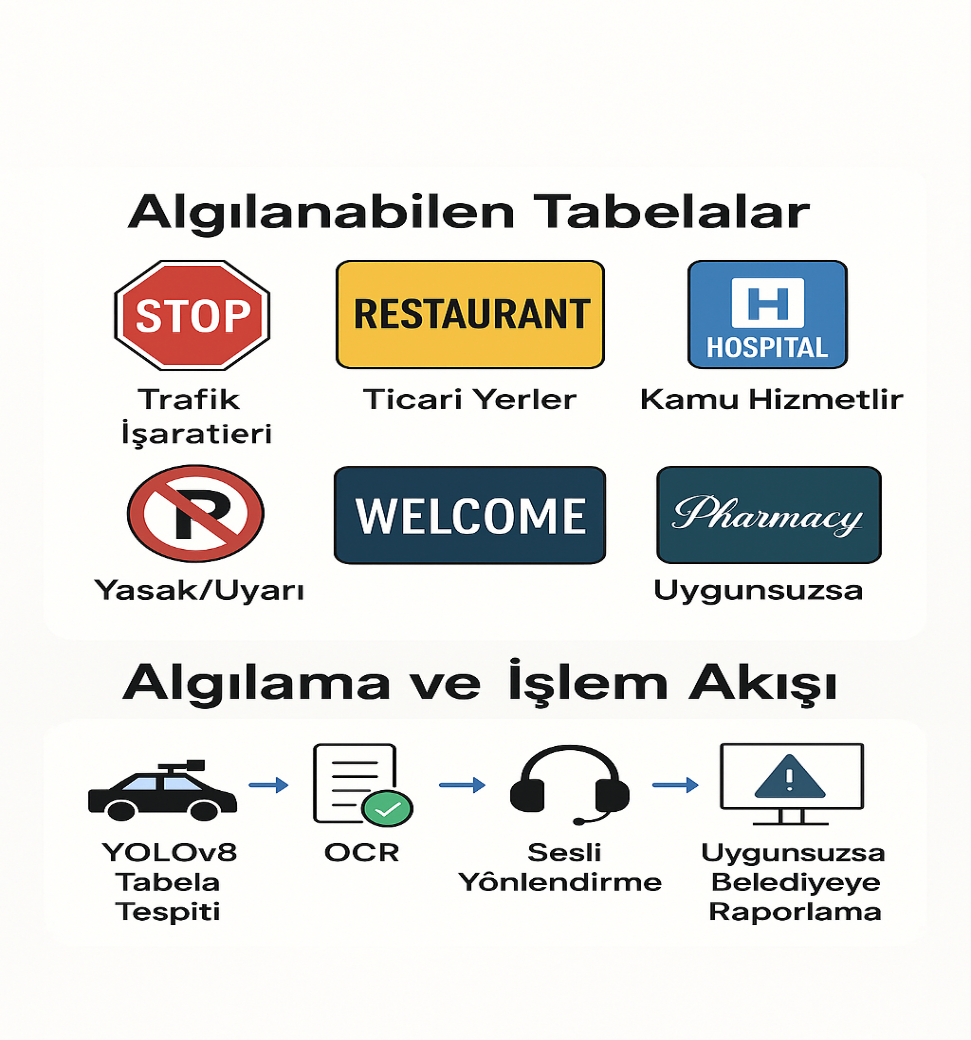 Algılanabilen Tabelalar
STOP
RESTAURANT
H
HOSPITAL
Trafik
İşaratieri
Ticari Yerler
Kamu Hizmetlir
P
WELCOME
Pharmacy
Yasak/Uyarı
Uygunsuzsa
Algılama ve İşlem Akışı
YOLOv8
Tabela
Tespiti
OCR
Sesli
Yônlendirme
Uygunsuzsa
Belediyeye
Raporlama